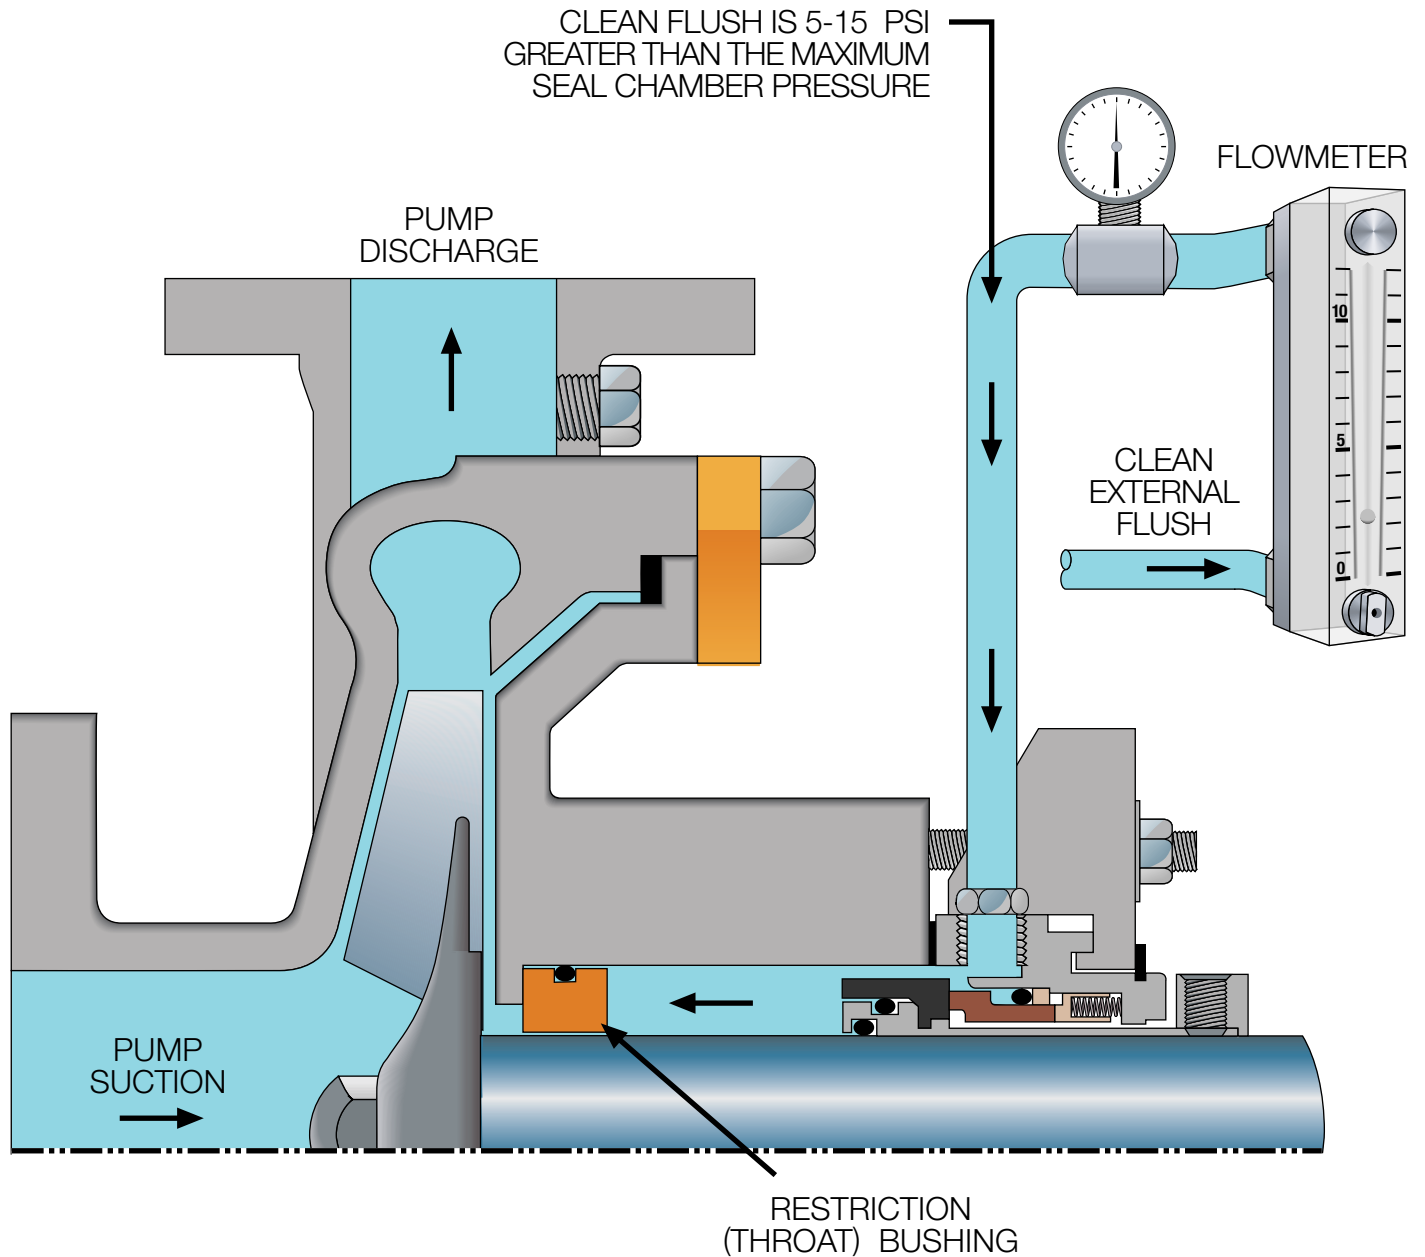 CLEAN FLUSH IS 5-15 PSI
GREATER THAN THE MAXIMUM
SEAL CHAMBER PRESSURE
FLOWMETER
PUMP
DISCHARGE
10
5
0
CLEAN
EXTERNAL
FLUSH
PUMP
SUCTION
RESTRICTION
(THROAT) BUSHING